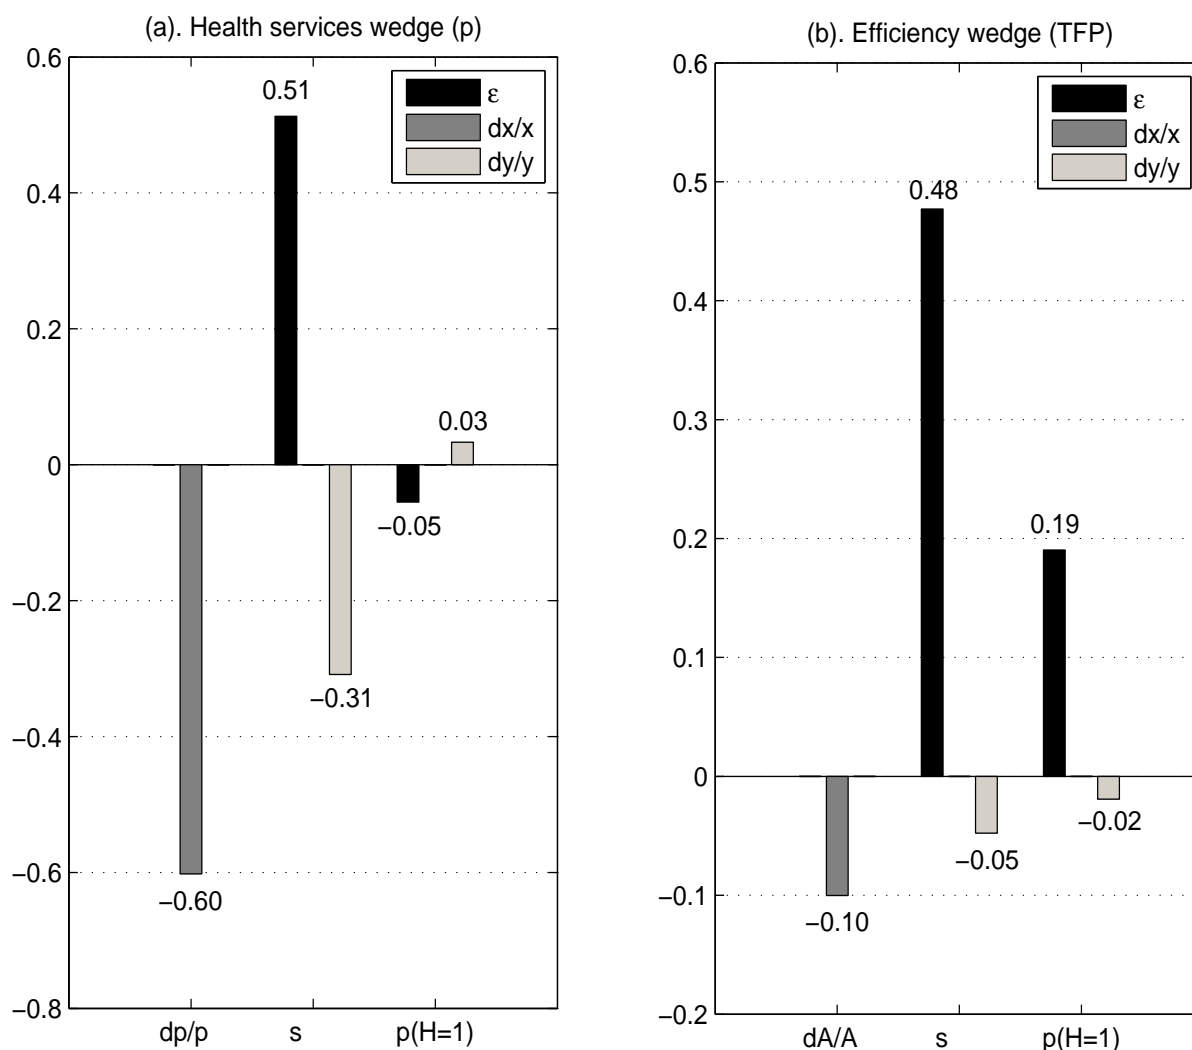 (a). Health services wedge (p)
0.6
0.4
0.2
0
−0.2
−0.4
−0.6
−0.8
0.51
0.03
−0.05
−0.31
−0.60
ε
dx/x
dy/y
dp/p
s
p(H=1)
(b). Efficiency wedge (TFP)
0.6
0.5
0.4
0.3
0.2
0.1
0
−0.1
−0.2
0.48
0.19
−0.02
−0.05
−0.10
ε
dx/x
dy/y
dA/A
s
p(H=1)